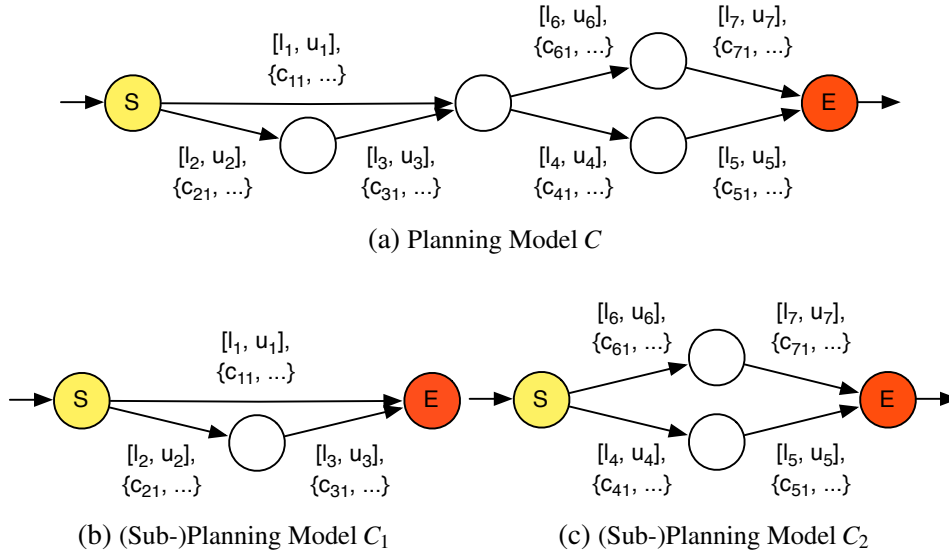 [l₆, u₆], [l₇, u₇],
{c₆₁, ...} {c₇₁, ...}
[l₁, u₁],
{c₁₁, ...}
S E
[l₂, u₂], [l₃, u₃], [l₄, u₄], [l₅, u₅],
{c₂₁, ...} {c₃₁, ...} {c₄₁, ...} {c₅₁, ...}
(a) Planning Model C
[l₁, u₁],
{c₁₁, ...}
S E
[l₂, u₂], [l₃, u₃],
{c₂₁, ...} {c₃₁, ...}
(b) (Sub-)Planning Model C₁
[l₆, u₆], [l₇, u₇],
{c₆₁, ...} {c₇₁, ...}
S E
[l₄, u₄], [l₅, u₅],
{c₄₁, ...} {c₅₁, ...}
(c) (Sub-)Planning Model C₂